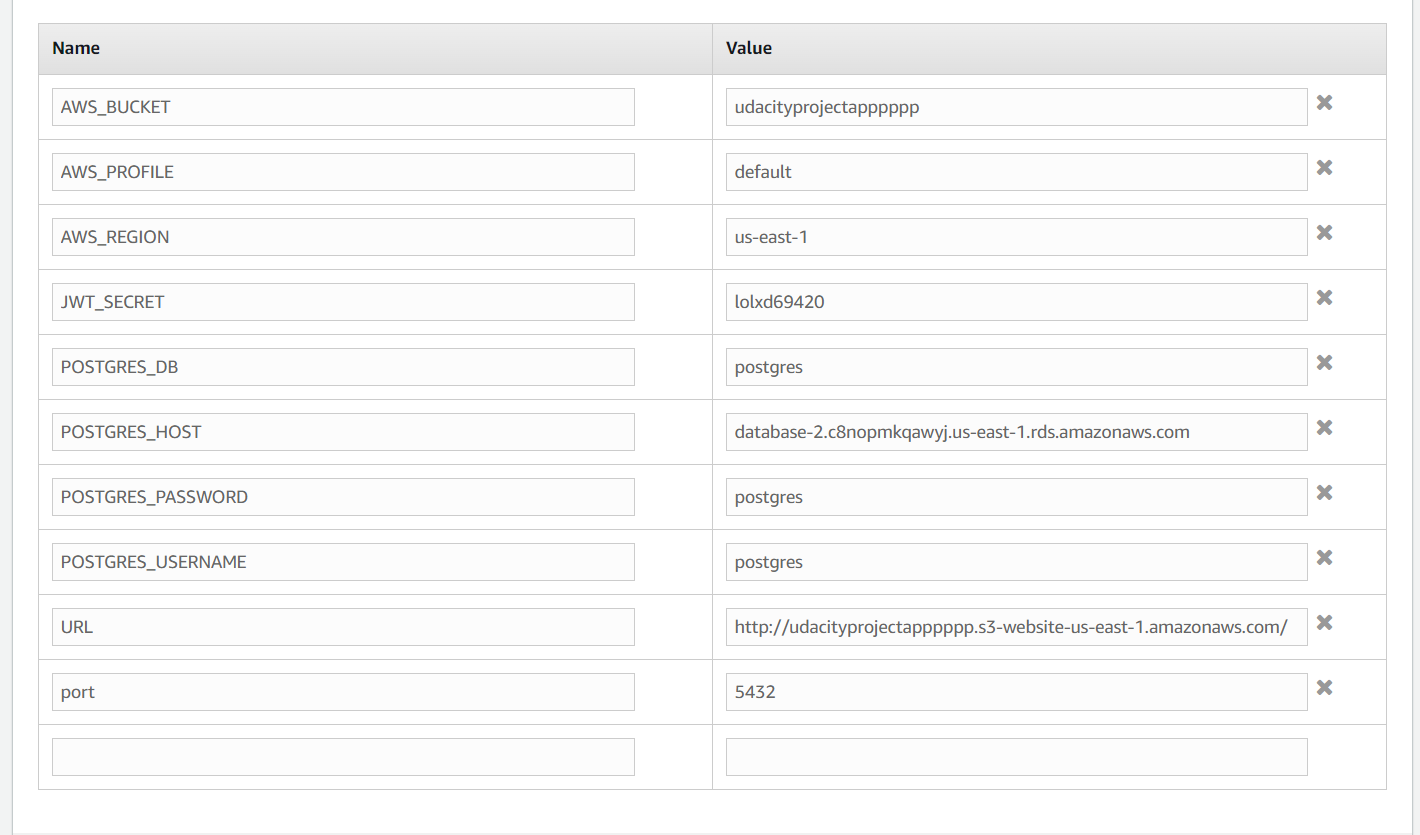 Name Value
AWS_BUCKET udacityprojectapppppp
AWS_PROFILE default
AWS_REGION us-east-1
JWT_SECRET lolxd69420
POSTGRES_DB postgres
POSTGRES_HOST database-2.c8nopmkqawyj.us-east-1.rds.amazonaws.com
POSTGRES_PASSWORD postgres
POSTGRES_USERNAME postgres
URL http://udacityprojectapppppp.s3-website-us-east-1.amazonaws.com/
port 5432